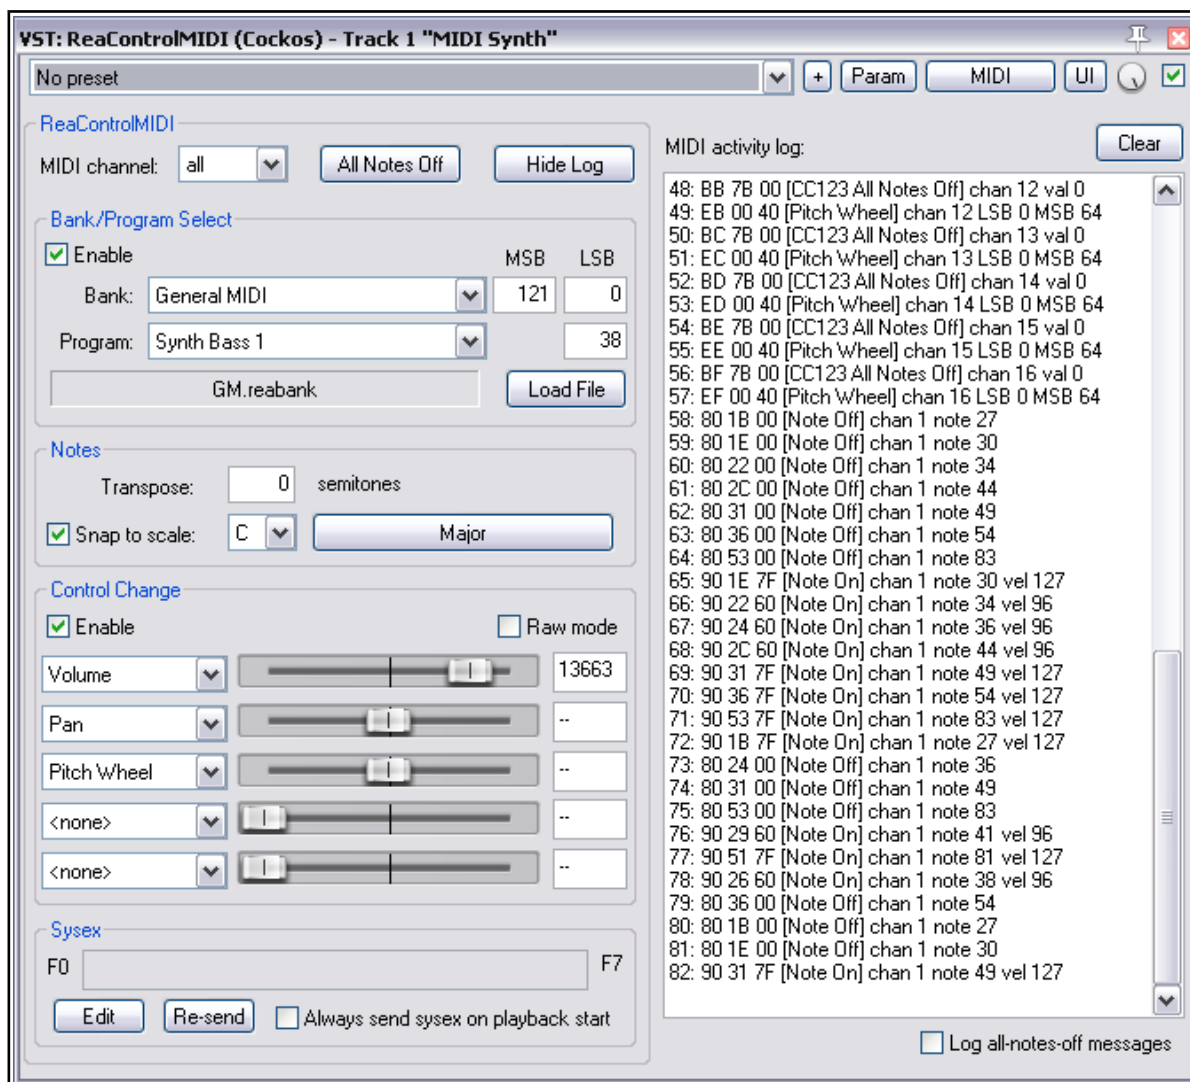 VST: ReaControlMIDI (Cockos) - Track 1 "MIDI Synth"
No preset + Param MIDI UI
ReaControlMIDI
MIDI channel: all All Notes Off Hide Log
Bank/Program Select
Enable MSB LSB
Bank: General MIDI 121 0
Program: Synth Bass 1 38
GM.reabank Load File
Notes
Transpose: 0 semitones
Snap to scale: C Major
Control Change
Enable Raw mode
Volume 13663
Pan --
Pitch Wheel --
<none> --
<none> --
Sysex
F0 F7
Edit Re-send Always send sysex on playback start
MIDI activity log: Clear
48: BB 7B 00 [CC123 All Notes Off] chan 12 val 0
49: EB 00 40 [Pitch Wheel] chan 12 LSB 0 MSB 64
50: BC 7B 00 [CC123 All Notes Off] chan 13 val 0
51: EC 00 40 [Pitch Wheel] chan 13 LSB 0 MSB 64
52: BD 7B 00 [CC123 All Notes Off] chan 14 val 0
53: ED 00 40 [Pitch Wheel] chan 14 LSB 0 MSB 64
54: BE 7B 00 [CC123 All Notes Off] chan 15 val 0
55: EE 00 40 [Pitch Wheel] chan 15 LSB 0 MSB 64
56: BF 7B 00 [CC123 All Notes Off] chan 16 val 0
57: EF 00 40 [Pitch Wheel] chan 16 LSB 0 MSB 64
58: 80 1B 00 [Note Off] chan 1 note 27
59: 80 1E 00 [Note Off] chan 1 note 30
60: 80 22 00 [Note Off] chan 1 note 34
61: 80 2C 00 [Note Off] chan 1 note 44
62: 80 31 00 [Note Off] chan 1 note 49
63: 80 36 00 [Note Off] chan 1 note 54
64: 80 53 00 [Note Off] chan 1 note 83
65: 90 1E 7F [Note On] chan 1 note 30 vel 127
66: 90 22 60 [Note On] chan 1 note 34 vel 96
67: 90 24 60 [Note On] chan 1 note 36 vel 96
68: 90 2C 60 [Note On] chan 1 note 44 vel 96
69: 90 31 7F [Note On] chan 1 note 49 vel 127
70: 90 36 7F [Note On] chan 1 note 54 vel 127
71: 90 53 7F [Note On] chan 1 note 83 vel 127
72: 90 1B 7F [Note On] chan 1 note 27 vel 127
73: 80 24 00 [Note Off] chan 1 note 36
74: 80 31 00 [Note Off] chan 1 note 49
75: 80 53 00 [Note Off] chan 1 note 83
76: 90 29 60 [Note On] chan 1 note 41 vel 96
77: 90 51 7F [Note On] chan 1 note 81 vel 127
78: 90 26 60 [Note On] chan 1 note 38 vel 96
79: 80 36 00 [Note Off] chan 1 note 54
80: 80 1B 00 [Note Off] chan 1 note 27
81: 80 1E 00 [Note Off] chan 1 note 30
82: 90 31 7F [Note On] chan 1 note 49 vel 127
Log all-notes-off messages